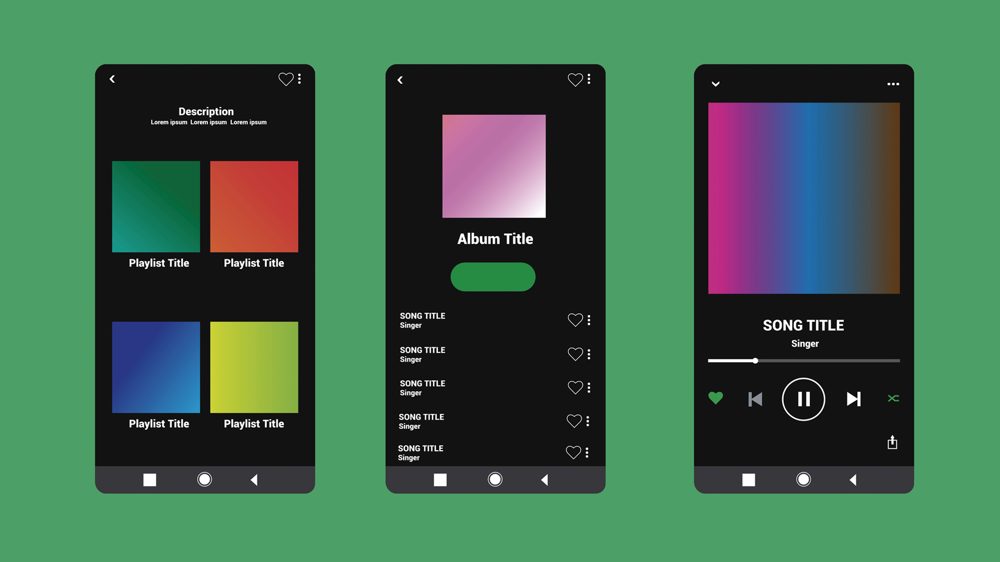 Description
Lorem ipsum Lorem ipsum Lorem ipsum
Playlist Title
Playlist Title
Playlist Title
Playlist Title
Album Title
SONG TITLE
Singer
SONG TITLE
Singer
SONG TITLE
Singer
SONG TITLE
Singer
SONG TITLE
Singer
SONG TITLE
Singer